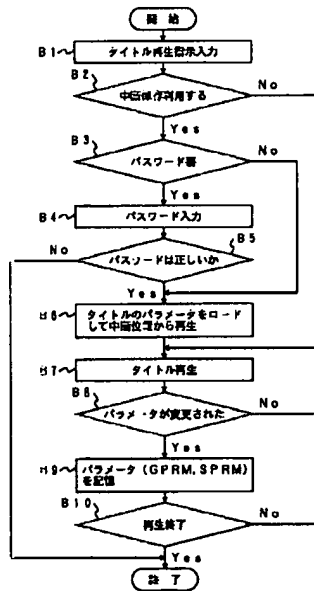 開始
B1
タイトル再生指示入力
B2
中断操作利用する
No
Yes
B3
パスワード要
No
Yes
B4
パスワード入力
No
B5
パスワードは正しいか
Yes
B6
タイトルのパラメータをロード
して中断位置から再生
B7
タイトル再生
B8
パラメータが変更された
No
Yes
B9
パラメータ（GPRM，SPRM）
を記憶
B10
再生終了
No
Yes
終了